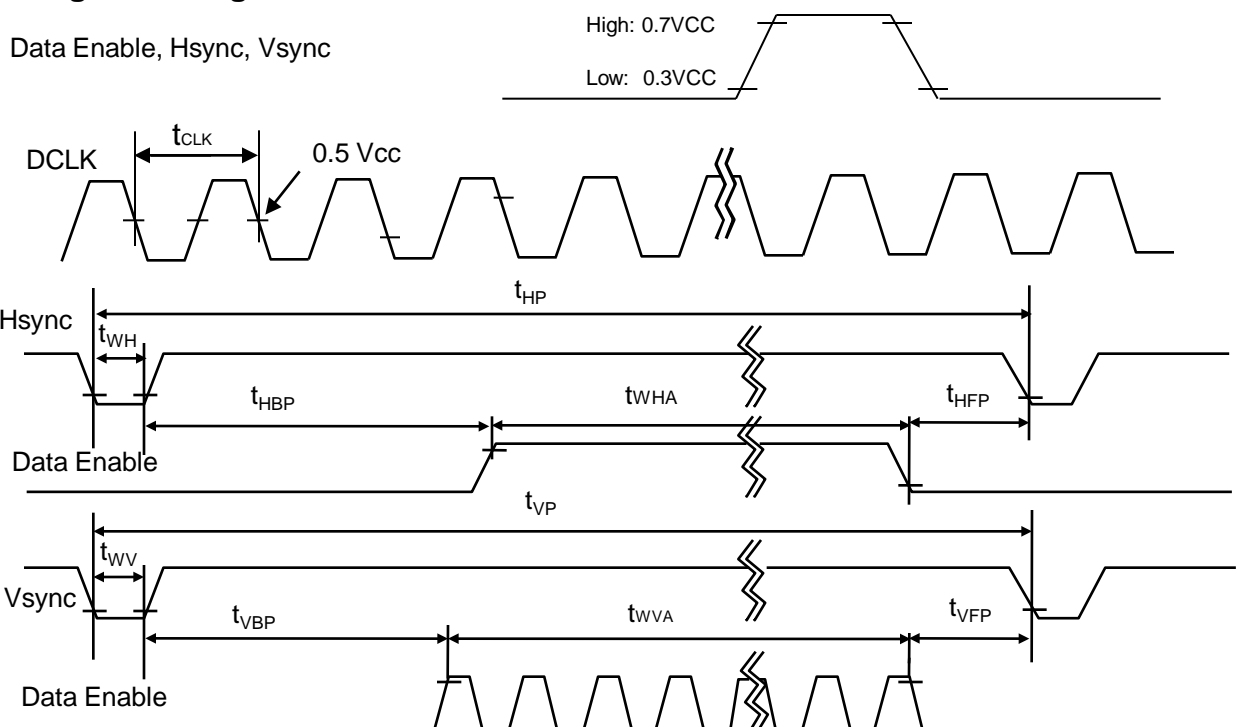 High: 0.7VCC
Data Enable, Hsync, Vsync
Low: 0.3VCC
tCLK
DCLK
0.5 Vcc
tHP
Hsync
tWH
tHBP
tWHA
tHFP
Data Enable
tVP
tWV
Vsync
tVBP
tWVA
tVFP
Data Enable